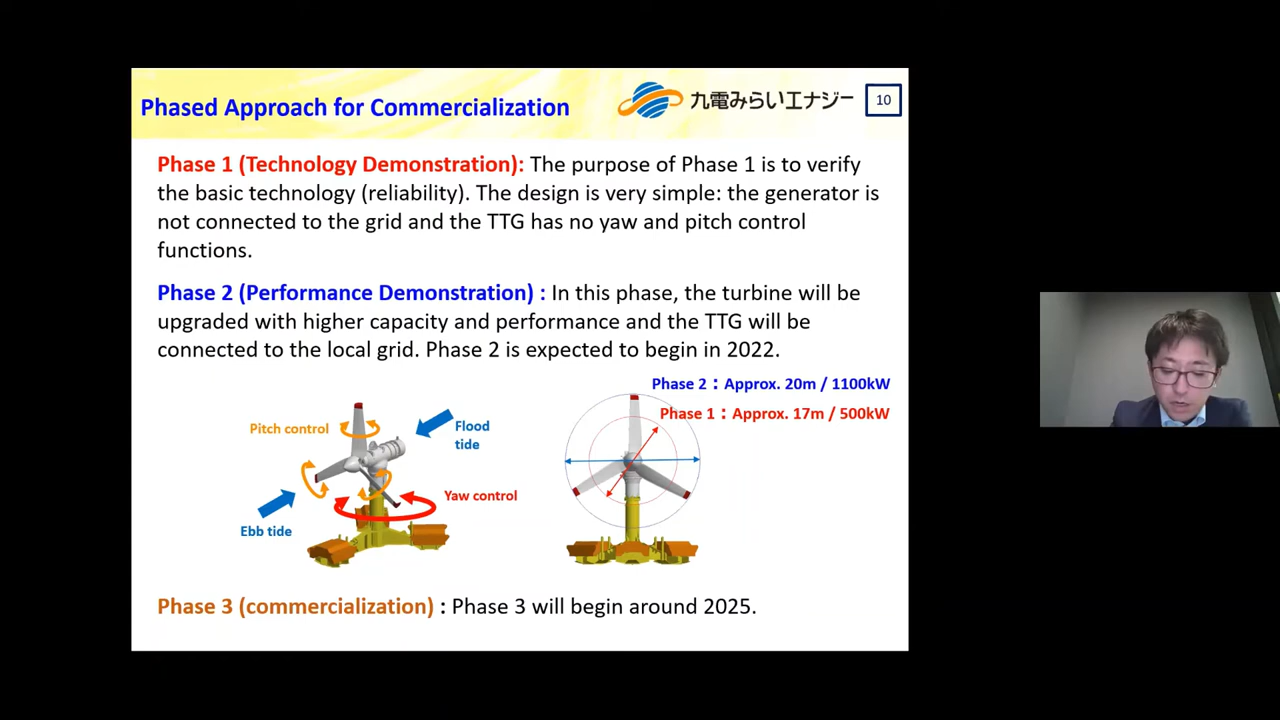 Phased Approach for Commercialization
九電みらいエナジー
10
Phase 1 (Technology Demonstration): The purpose of Phase 1 is to verify
the basic technology (reliability). The design is very simple: the generator is
not connected to the grid and the TTG has no yaw and pitch control
functions.
Phase 2 (Performance Demonstration) : In this phase, the turbine will be
upgraded with higher capacity and performance and the TTG will be
connected to the local grid. Phase 2 is expected to begin in 2022.
Phase 2：Approx. 20m / 1100kW
Phase 1：Approx. 17m / 500kW
Pitch control
Flood
tide
Yaw control
Ebb tide
Phase 3 (commercialization) : Phase 3 will begin around 2025.